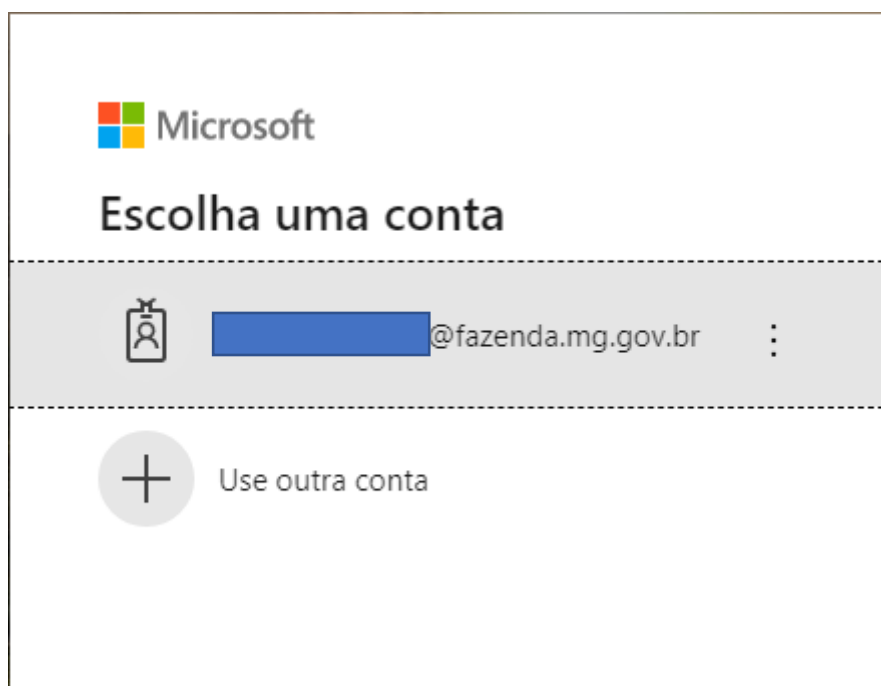 Microsoft
Escolha uma conta
@fazenda.mg.gov.br
Use outra conta